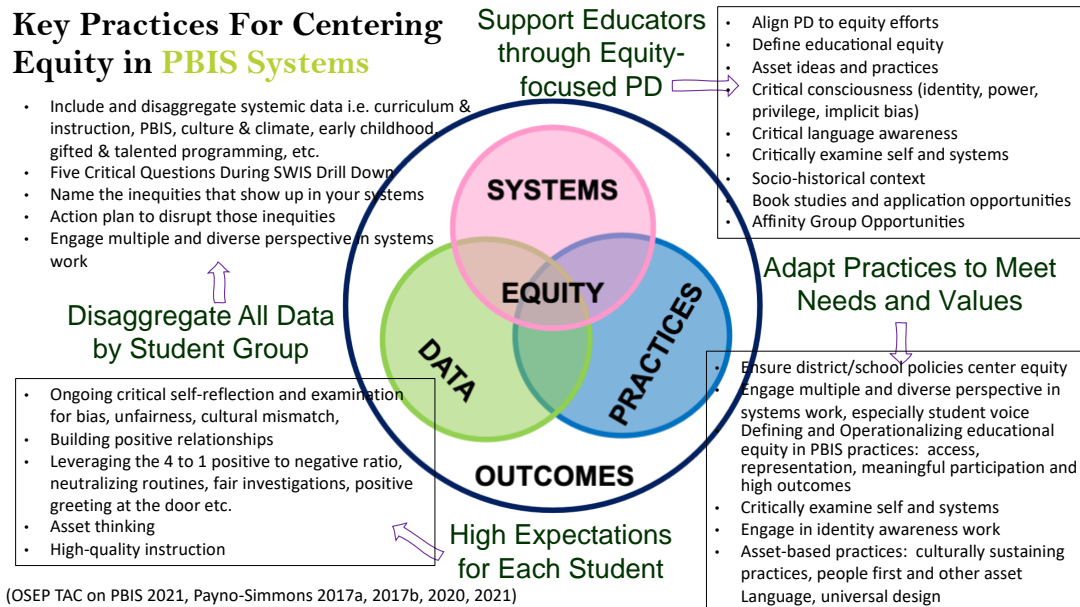 Key Practices For Centering
Equity in PBIS Systems
• Include and disaggregate systemic data i.e. curriculum &
instruction, PBIS, culture & climate, early childhood,
gifted & talented programming, etc.
• Five Critical Questions During SWIS Drill Down
• Name the inequities that show up in your systems
• Action plan to disrupt those inequities
• Engage multiple and diverse perspective in systems
work
Disaggregate All Data
by Student Group
• Ongoing critical self-reflection and examination
for bias, unfairness, cultural mismatch,
• Building positive relationships
• Leveraging the 4 to 1 positive to negative ratio,
neutralizing routines, fair investigations, positive
greeting at the door etc.
• Asset thinking
• High-quality instruction
(OSEP TAC on PBIS 2021, Payno-Simmons 2017a, 2017b, 2020, 2021)
Support Educators
through Equity-
focused PD
SYSTEMS
EQUITY
DATA
PRACTICES
OUTCOMES
High Expectations
for Each Student
• Align PD to equity efforts
• Define educational equity
• Asset ideas and practices
• Critical consciousness (identity, power,
privilege, implicit bias)
• Critical language awareness
• Critically examine self and systems
• Socio-historical context
• Book studies and application opportunities
• Affinity Group Opportunities
Adapt Practices to Meet
Needs and Values
• Ensure district/school policies center equity
• Engage multiple and diverse perspective in
systems work, especially student voice
• Defining and Operationalizing educational
equity in PBIS practices: access,
representation, meaningful participation and
high outcomes
• Critically examine self and systems
• Engage in identity awareness work
• Asset-based practices: culturally sustaining
practices, people first and other asset
Language, universal design